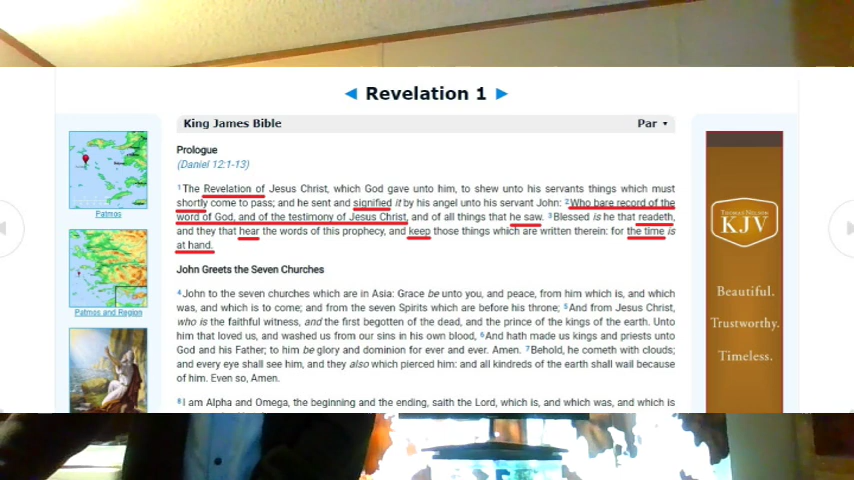 ◄ Revelation 1 ►
King James Bible Par ▾
Prologue
(Daniel 12:1-13)
1The Revelation of Jesus Christ, which God gave unto him, to shew unto his servants things which must
shortly come to pass; and he sent and signified it by his angel unto his servant John: 2Who bare record of the
word of God, and of the testimony of Jesus Christ, and of all things that he saw. 3Blessed is he that readeth,
and they that hear the words of this prophecy, and keep those things which are written therein: for the time is
at hand.
John Greets the Seven Churches
4John to the seven churches which are in Asia: Grace be unto you, and peace, from him which is, and which
was, and which is to come; and from the seven Spirits which are before his throne; 5And from Jesus Christ,
who is the faithful witness, and the first begotten of the dead, and the prince of the kings of the earth. Unto
him that loved us, and washed us from our sins in his own blood, 6And hath made us kings and priests unto
God and his Father; to him be glory and dominion for ever and ever. Amen. 7Behold, he cometh with clouds;
and every eye shall see him, and they also which pierced him: and all kindreds of the earth shall wail because
of him. Even so, Amen.
8I am Alpha and Omega, the beginning and the ending, saith the Lord, which is, and which was, and which is
Patmos
Patmos and Region
THOMAS NELSON
KJV
Beautiful.
Trustworthy.
Timeless.